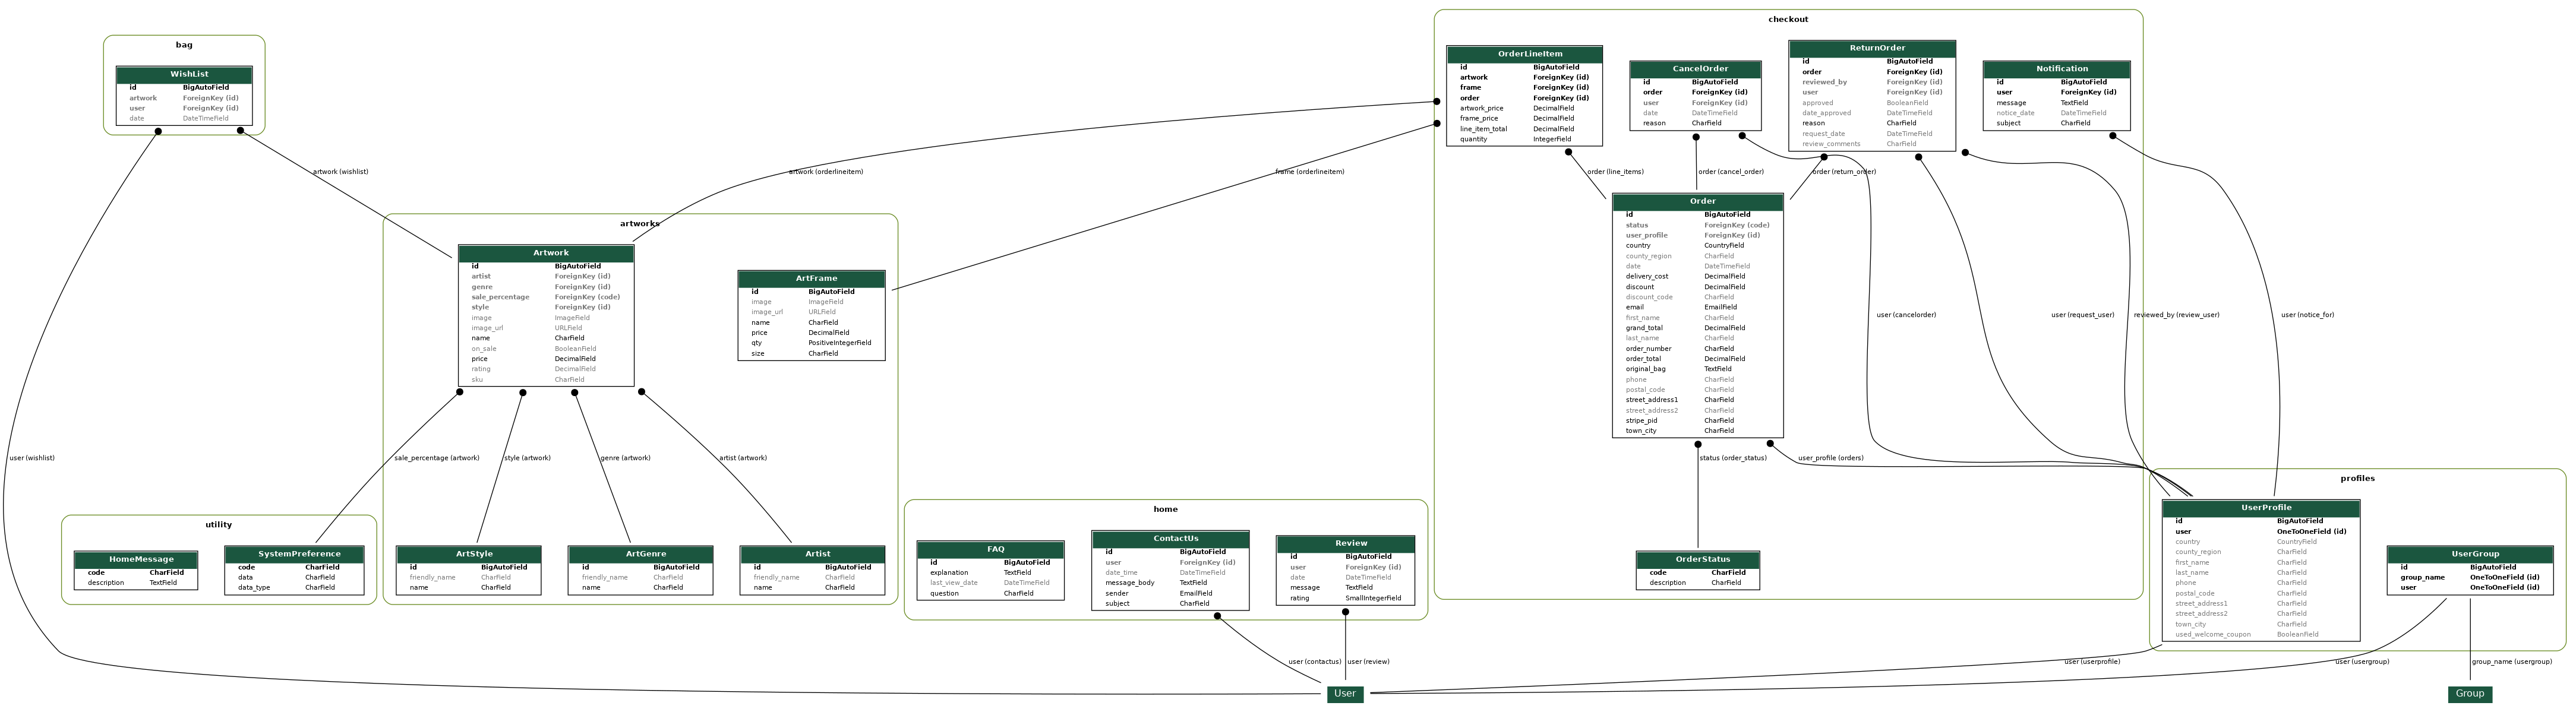 bag
WishList
id BigAutoField
artwork ForeignKey (id)
user ForeignKey (id)
date DateTimeField
checkout
OrderLineItem
id BigAutoField
artwork ForeignKey (id)
frame ForeignKey (id)
order ForeignKey (id)
artwork_price DecimalField
frame_price DecimalField
line_item_total DecimalField
quantity IntegerField
CancelOrder
id BigAutoField
order ForeignKey (id)
user ForeignKey (id)
date DateTimeField
reason CharField
ReturnOrder
id BigAutoField
order ForeignKey (id)
reviewed_by ForeignKey (id)
user ForeignKey (id)
approved BooleanField
date_approved DateTimeField
reason CharField
request_date DateTimeField
review_comments CharField
Notification
id BigAutoField
user ForeignKey (id)
message TextField
notice_date DateTimeField
subject CharField
artwork (wishlist)
artwork (orderlineitem)
frame (orderlineitem)
order (line_items)
order (cancel_order)
order (return_order)
artworks
Artwork
id BigAutoField
artist ForeignKey (id)
genre ForeignKey (id)
sale_percentage ForeignKey (code)
style ForeignKey (id)
image ImageField
image_url URLField
name CharField
on_sale BooleanField
price DecimalField
rating DecimalField
sku CharField
ArtFrame
id BigAutoField
image ImageField
image_url URLField
name CharField
price DecimalField
qty PositiveIntegerField
size CharField
Order
id BigAutoField
status ForeignKey (code)
user_profile ForeignKey (id)
country CountryField
county_region CharField
date DateTimeField
delivery_cost DecimalField
discount DecimalField
discount_code CharField
email EmailField
first_name CharField
grand_total DecimalField
last_name CharField
order_number CharField
order_total DecimalField
original_bag TextField
phone CharField
postal_code CharField
street_address1 CharField
street_address2 CharField
stripe_pid CharField
town_city CharField
user (cancelorder)
user (request_user)
reviewed_by (review_user)
user (notice_for)
user (wishlist)
sale_percentage (artwork)
style (artwork)
genre (artwork)
artist (artwork)
status (order_status)
user_profile (orders)
utility
HomeMessage
code CharField
description TextField
SystemPreference
code CharField
data CharField
data_type CharField
ArtStyle
id BigAutoField
friendly_name CharField
name CharField
ArtGenre
id BigAutoField
friendly_name CharField
name CharField
Artist
id BigAutoField
friendly_name CharField
name CharField
home
FAQ
id BigAutoField
explanation TextField
last_view_date DateTimeField
question CharField
ContactUs
id BigAutoField
user ForeignKey (id)
date_time DateTimeField
message_body TextField
sender EmailField
subject CharField
Review
id BigAutoField
user ForeignKey (id)
date DateTimeField
message TextField
rating SmallIntegerField
OrderStatus
code CharField
description CharField
profiles
UserProfile
id BigAutoField
user OneToOneField (id)
country CountryField
county_region CharField
first_name CharField
last_name CharField
phone CharField
postal_code CharField
street_address1 CharField
street_address2 CharField
town_city CharField
used_welcome_coupon BooleanField
UserGroup
id BigAutoField
group_name OneToOneField (id)
user OneToOneField (id)
user (contactus)
user (review)
user (userprofile)
user (usergroup)
group_name (usergroup)
User
Group